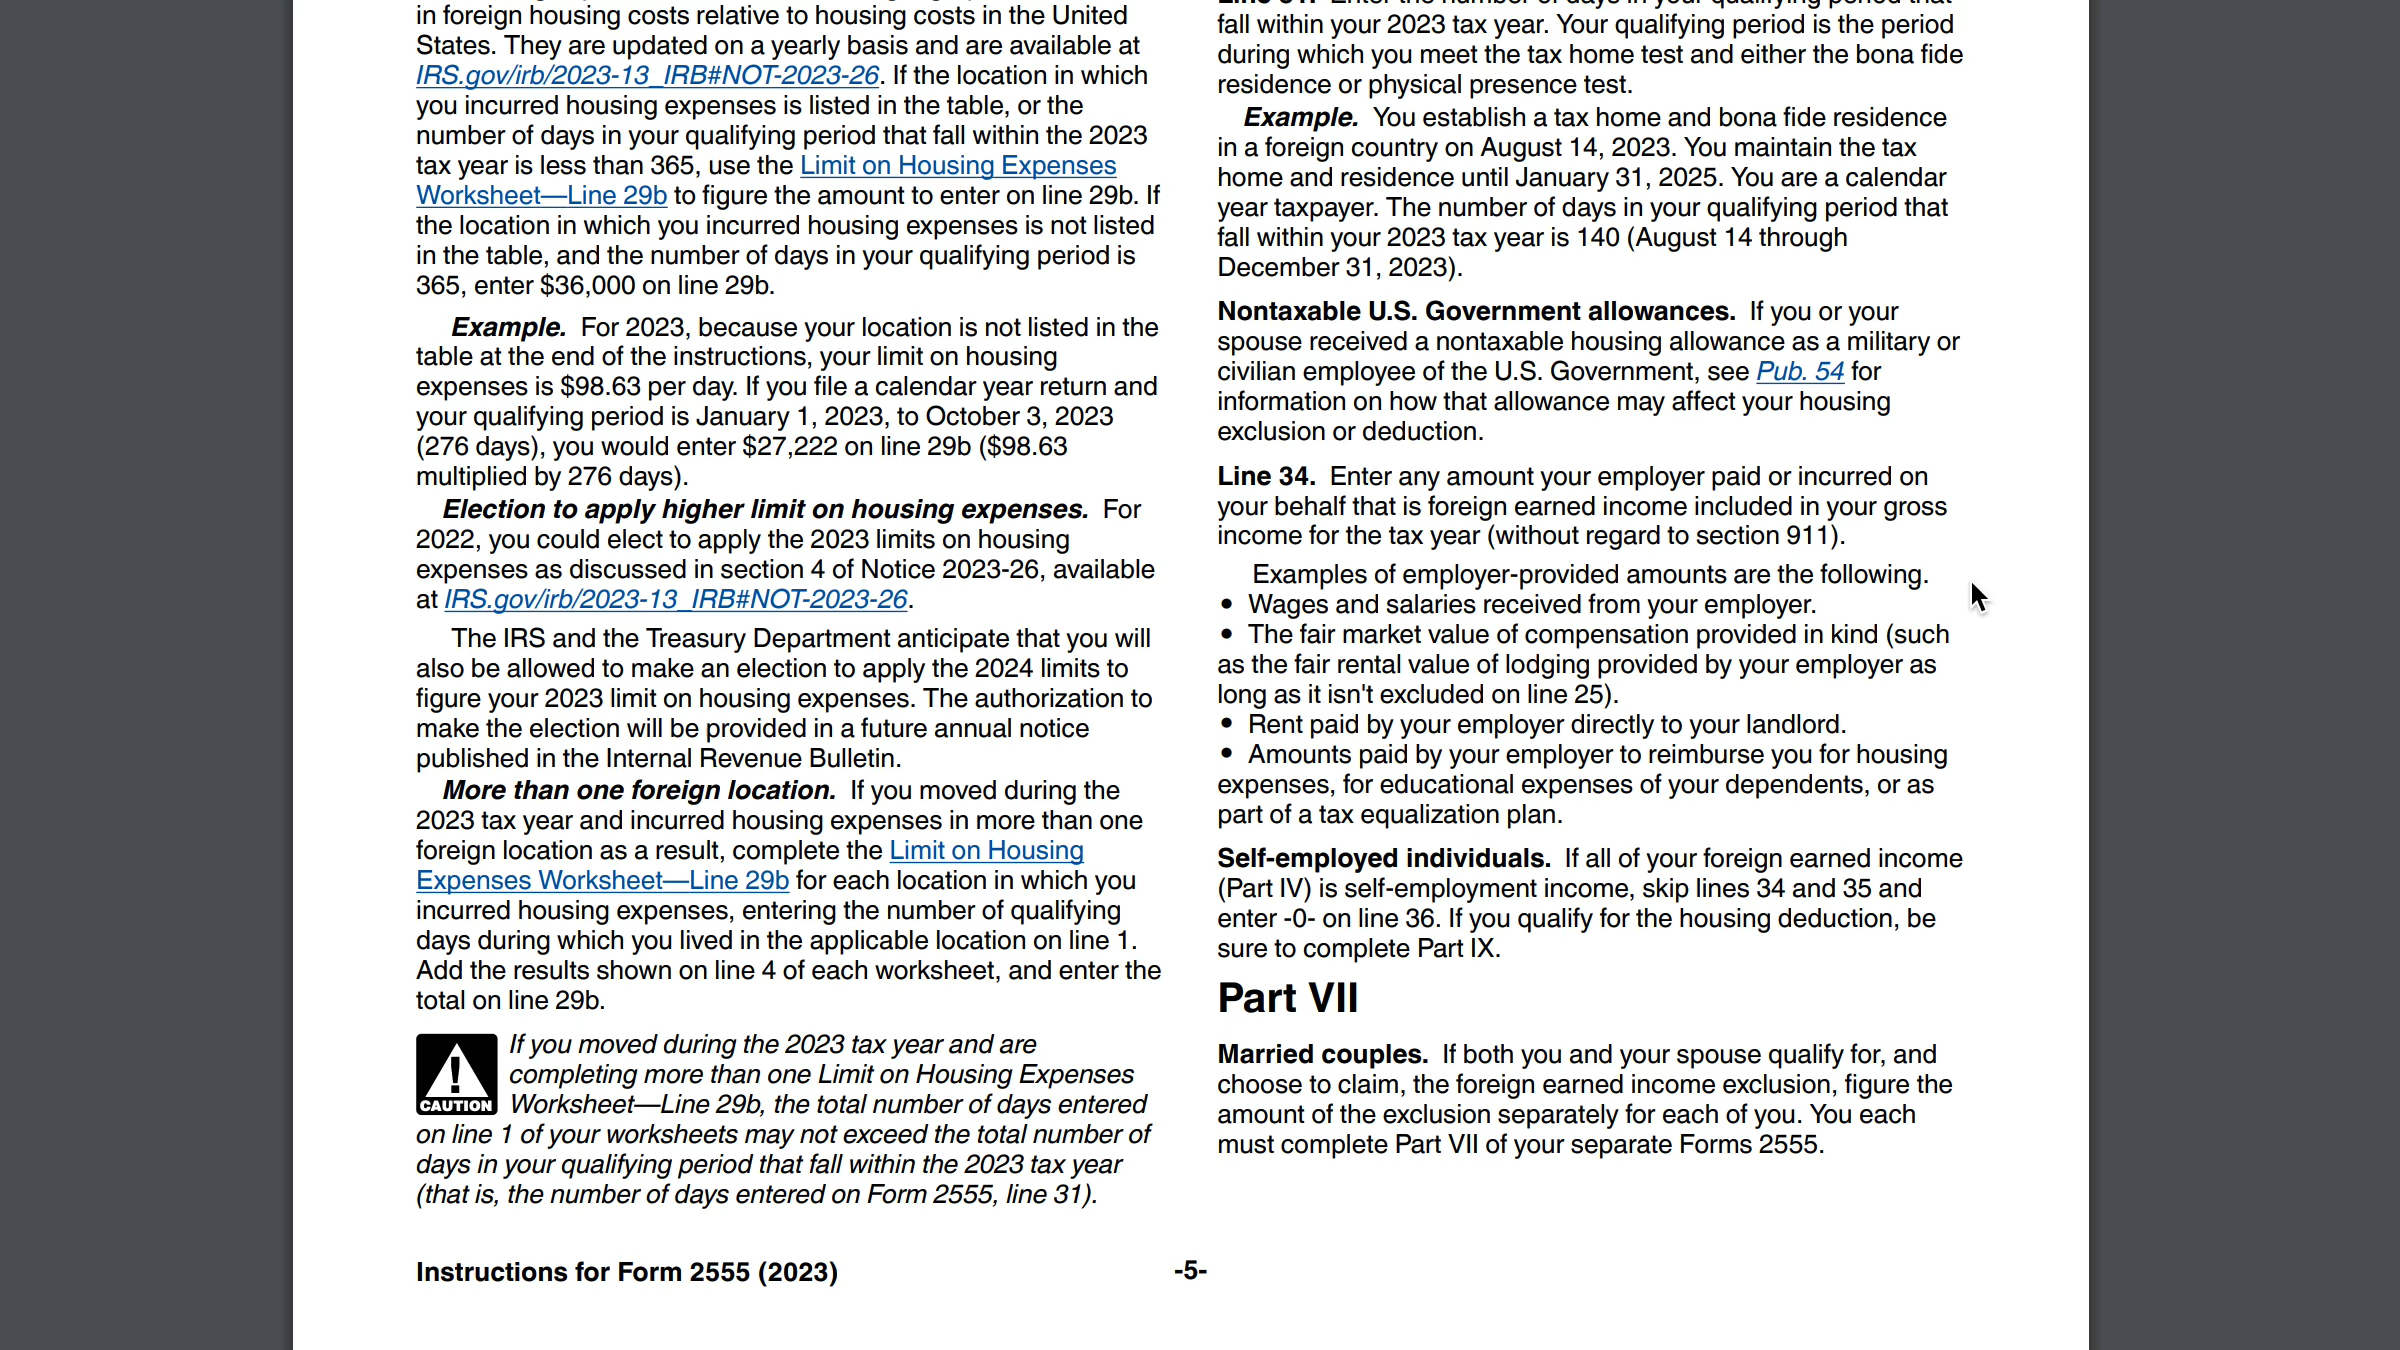 in foreign housing costs relative to housing costs in the United
States. They are updated on a yearly basis and are available at
IRS.gov/irb/2023-13_IRB#NOT-2023-26. If the location in which
you incurred housing expenses is listed in the table, or the
number of days in your qualifying period that fall within the 2023
tax year is less than 365, use the Limit on Housing Expenses
Worksheet—Line 29b to figure the amount to enter on line 29b. If
the location in which you incurred housing expenses is not listed
in the table, and the number of days in your qualifying period is
365, enter $36,000 on line 29b.
Example. For 2023, because your location is not listed in the
table at the end of the instructions, your limit on housing
expenses is $98.63 per day. If you file a calendar year return and
your qualifying period is January 1, 2023, to October 3, 2023
(276 days), you would enter $27,222 on line 29b ($98.63
multiplied by 276 days).
Election to apply higher limit on housing expenses. For
2022, you could elect to apply the 2023 limits on housing
expenses as discussed in section 4 of Notice 2023-26, available
at IRS.gov/irb/2023-13_IRB#NOT-2023-26.
The IRS and the Treasury Department anticipate that you will
also be allowed to make an election to apply the 2024 limits to
figure your 2023 limit on housing expenses. The authorization to
make the election will be provided in a future annual notice
published in the Internal Revenue Bulletin.
More than one foreign location. If you moved during the
2023 tax year and incurred housing expenses in more than one
foreign location as a result, complete the Limit on Housing
Expenses Worksheet—Line 29b for each location in which you
incurred housing expenses, entering the number of qualifying
days during which you lived in the applicable location on line 1.
Add the results shown on line 4 of each worksheet, and enter the
total on line 29b.
CAUTION
If you moved during the 2023 tax year and are
completing more than one Limit on Housing Expenses
Worksheet—Line 29b, the total number of days entered
on line 1 of your worksheets may not exceed the total number of
days in your qualifying period that fall within the 2023 tax year
(that is, the number of days entered on Form 2555, line 31).
fall within your 2023 tax year. Your qualifying period is the period
during which you meet the tax home test and either the bona fide
residence or physical presence test.
Example. You establish a tax home and bona fide residence
in a foreign country on August 14, 2023. You maintain the tax
home and residence until January 31, 2025. You are a calendar
year taxpayer. The number of days in your qualifying period that
fall within your 2023 tax year is 140 (August 14 through
December 31, 2023).
Nontaxable U.S. Government allowances. If you or your
spouse received a nontaxable housing allowance as a military or
civilian employee of the U.S. Government, see Pub. 54 for
information on how that allowance may affect your housing
exclusion or deduction.
Line 34. Enter any amount your employer paid or incurred on
your behalf that is foreign earned income included in your gross
income for the tax year (without regard to section 911).
Examples of employer-provided amounts are the following.
• Wages and salaries received from your employer.
• The fair market value of compensation provided in kind (such
as the fair rental value of lodging provided by your employer as
long as it isn't excluded on line 25).
• Rent paid by your employer directly to your landlord.
• Amounts paid by your employer to reimburse you for housing
expenses, for educational expenses of your dependents, or as
part of a tax equalization plan.
Self-employed individuals. If all of your foreign earned income
(Part IV) is self-employment income, skip lines 34 and 35 and
enter -0- on line 36. If you qualify for the housing deduction, be
sure to complete Part IX.
Part VII
Married couples. If both you and your spouse qualify for, and
choose to claim, the foreign earned income exclusion, figure the
amount of the exclusion separately for each of you. You each
must complete Part VII of your separate Forms 2555.
Instructions for Form 2555 (2023)
-5-